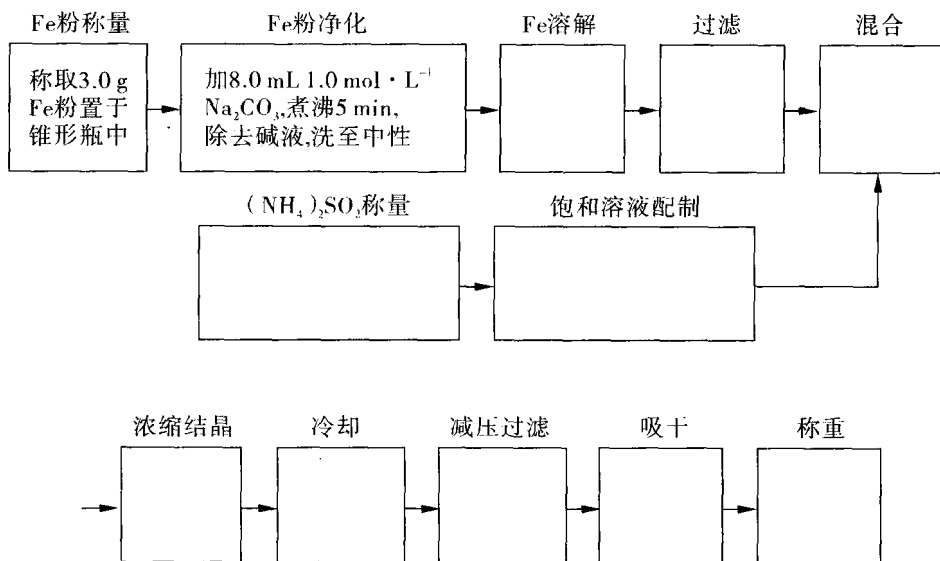 Fe粉称量
Fe粉净化
Fe溶解
过滤
混合
称取3.0 g
Fe粉置于
锥形瓶中
加8.0 mL 1.0 mol·L⁻¹
Na₂CO₃,煮沸5 min,
除去碱液,洗至中性
(NH₄)₂SO₂称量
饱和溶液配制
浓缩结晶
冷却
减压过滤
吸干
称重